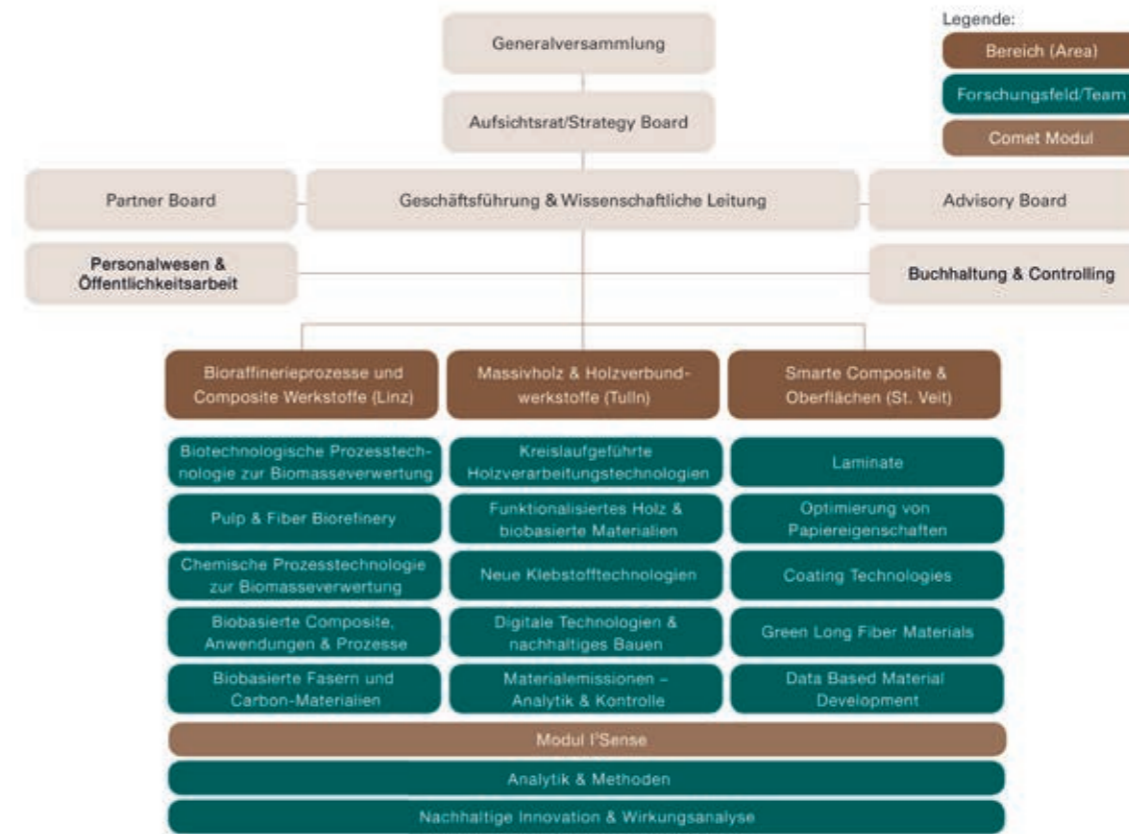 Legende:
Bereich (Area)
Forschungsfeld/Team
Comet Modul
Generalversammlung
Aufsichtsrat/Strategy Board
Partner Board
Geschäftsführung & Wissenschaftliche Leitung
Advisory Board
Personalwesen &
Öffentlichkeitsarbeit
Buchhaltung & Controlling
Bioraffinerieprozesse und
Composite Werkstoffe (Linz)
Biotechnologische Prozesstech-
nologie zur Biomasseverwertung
Pulp & Fiber Biorefinery
Chemische Prozesstechnologie
zur Biomasseverwertung
Biobasierte Composite,
Anwendungen & Prozesse
Biobasierte Fasern und
Carbon-Materialien
Massivholz & Holzverbund-
werkstoffe (Tulln)
Kreislaufgeführte
Holzverarbeitungstechnologien
Funktionalisiertes Holz &
biobasierte Materialien
Neue Klebstofftechnologien
Digitale Technologien &
nachhaltiges Bauen
Materialemissionen –
Analytik & Kontrolle
Smarte Composite &
Oberflächen (St. Veit)
Laminate
Optimierung von
Papiereigenschaften
Coating Technologies
Green Long Fiber Materials
Data Based Material
Development
Modul I³Sense
Analytik & Methoden
Nachhaltige Innovation & Wirkungsanalyse